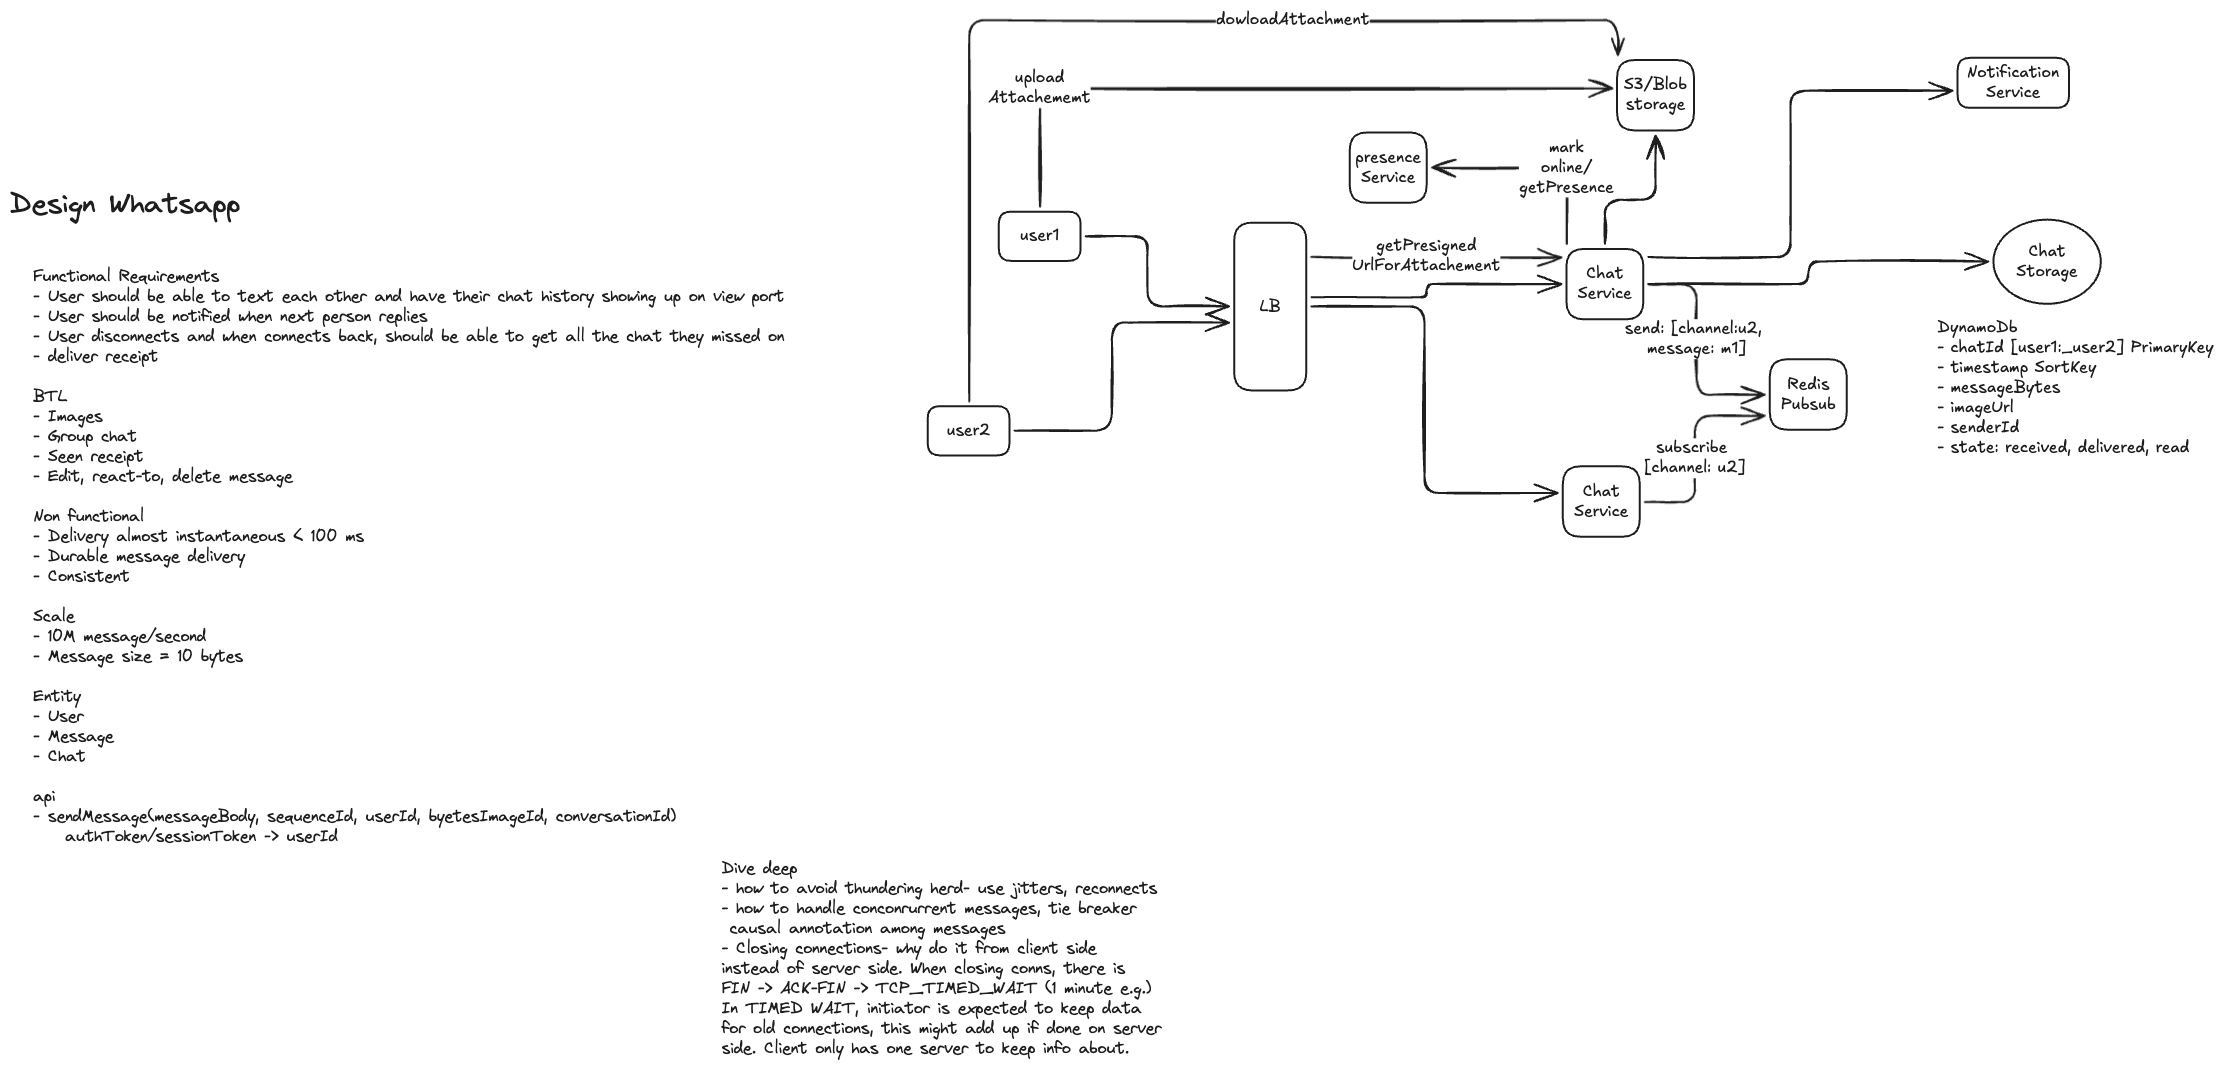 Design Whatsapp
Functional Requirements
- User should be able to text each other and have their chat history showing up on view port
- User should be notified when next person replies
- User disconnects and when connects back, should be able to get all the chat they missed on
- deliver receipt
BTL
- Images
- Group chat
- Seen receipt
- Edit, react-to, delete message
Non functional
- Delivery almost instantaneous < 100 ms
- Durable message delivery
- Consistent
Scale
- 10M message/second
- Message size = 10 bytes
Entity
- User
- Message
- Chat
api
- sendMessage(messageBody, sequenceId, userId, byetesImageId, conversationId)
authToken/sessionToken -> userId
dowloadAttachment
upload
Attachememt
S3/Blob
storage
Notification
Service
presence
Service
mark
online/
getPresence
user1
getPresigned
UrlForAttachement
LB
Chat
Service
Chat
Storage
send: [channel:u2,
message: m1]
DynamoDb
- chatId [user1:_user2] PrimaryKey
- timestamp SortKey
- messageBytes
- imageUrl
- senderId
- state: received, delivered, read
Redis
Pubsub
user2
subscribe
[channel: u2]
Chat
Service
Dive deep
- how to avoid thundering herd- use jitters, reconnects
- how to handle conconrurrent messages, tie breaker
causal annotation among messages
- Closing connections- why do it from client side
instead of server side. When closing conns, there is
FIN -> ACK-FIN -> TCP_TIMED_WAIT (1 minute e.g.)
In TIMED WAIT, initiator is expected to keep data
for old connections, this might add up if done on server
side. Client only has one server to keep info about.